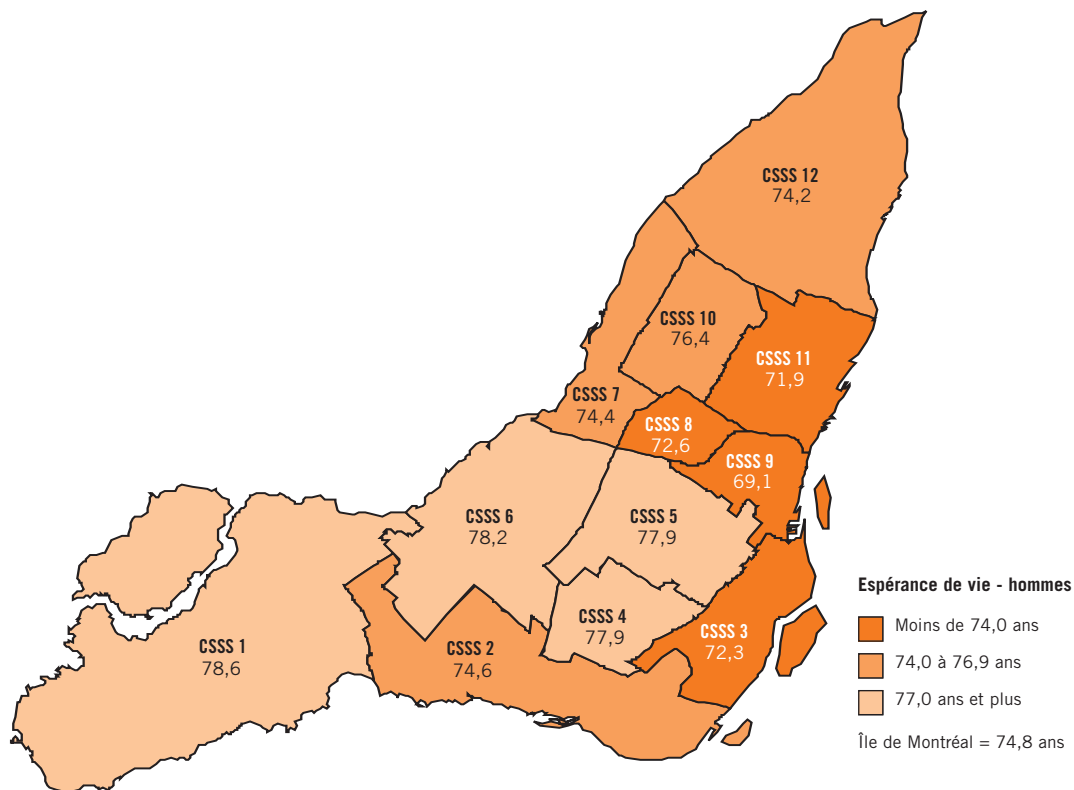 CSSS 12
74,2
CSSS 10
76,4
CSSS 11
71,9
CSSS 7
74,4
CSSS 8
72,6
CSSS 9
69,1
CSSS 6
78,2
CSSS 5
77,9
CSSS 4
77,9
CSSS 3
72,3
CSSS 1
78,6
CSSS 2
74,6
Espérance de vie - hommes
Moins de 74,0 ans
74,0 à 76,9 ans
77,0 ans et plus
Île de Montréal = 74,8 ans